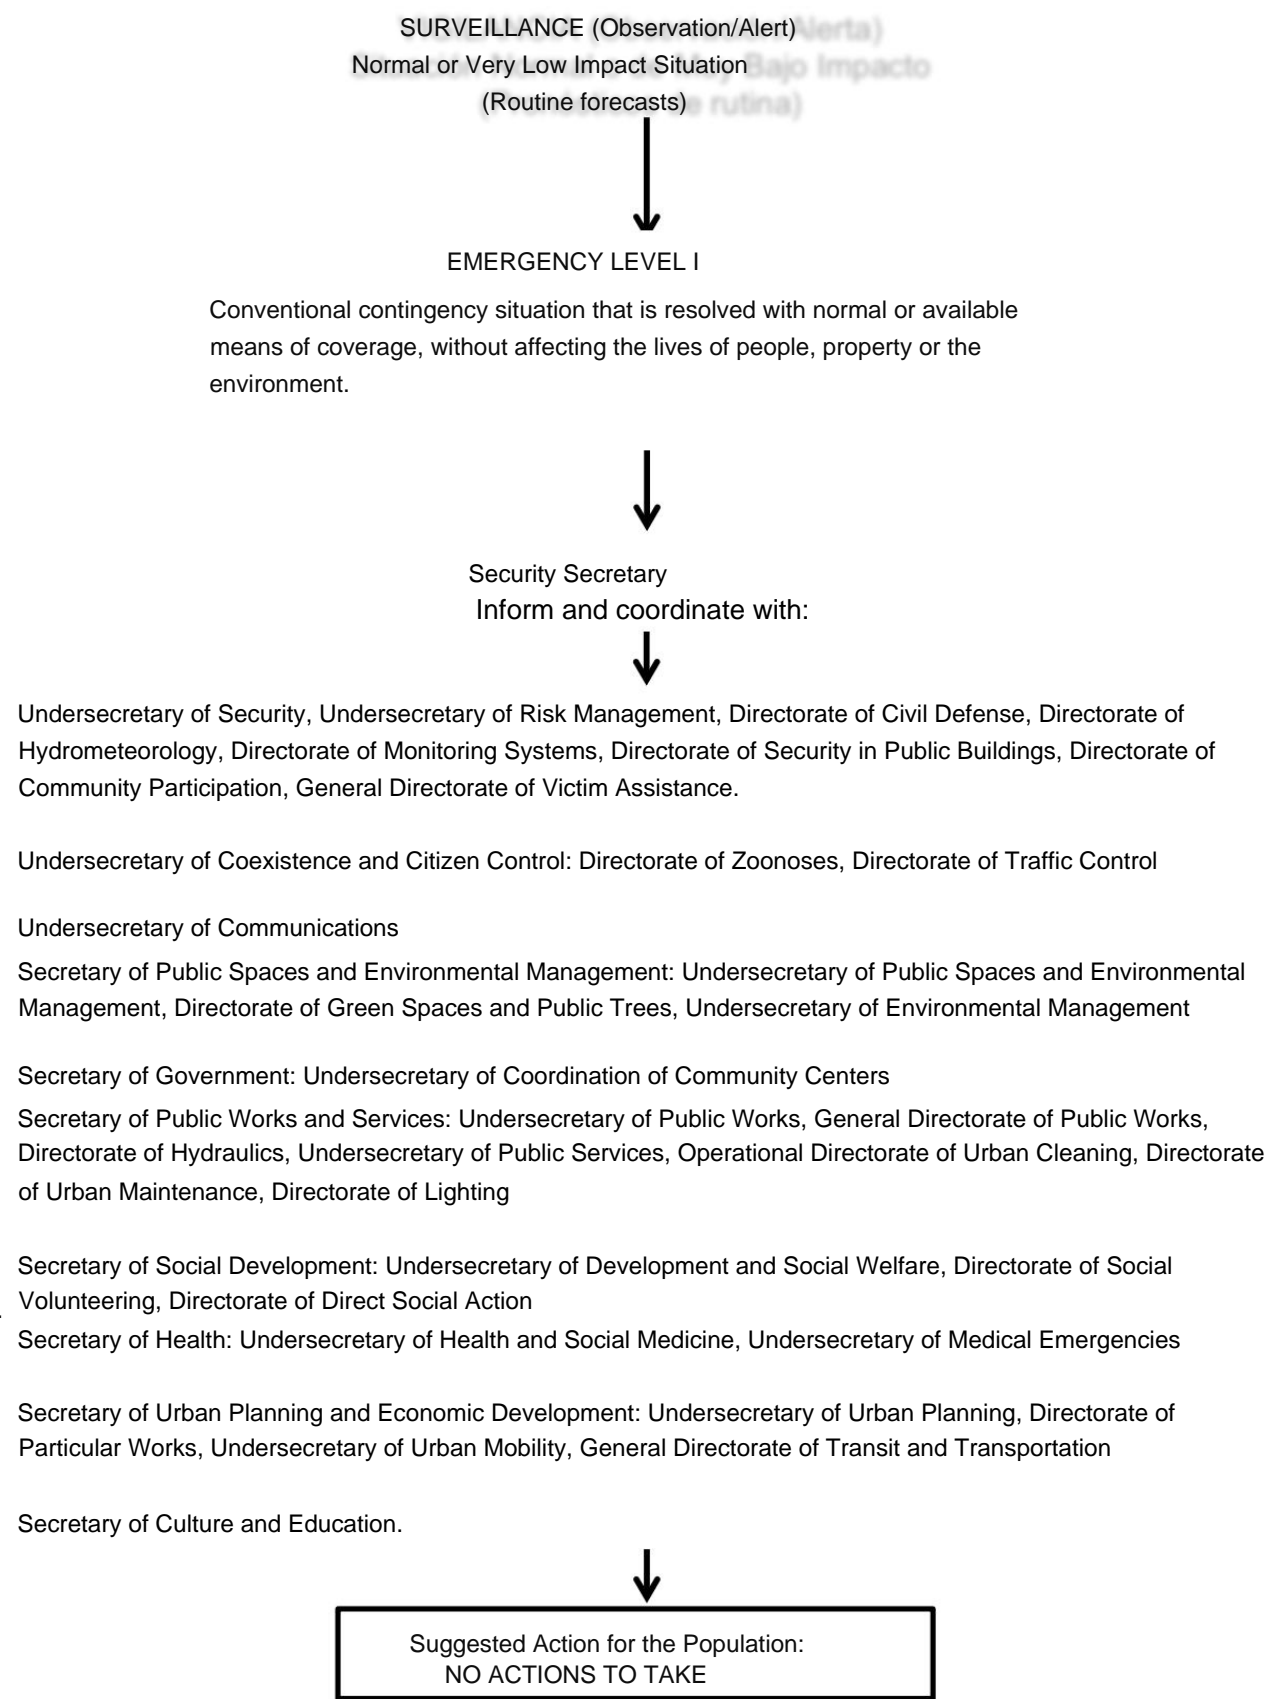 SURVEILLANCE (Observation/Alert)
Normal or Very Low Impact Situation
(Routine forecasts)
EMERGENCY LEVEL I
Conventional contingency situation that is resolved with normal or available
means of coverage, without affecting the lives of people, property or the
environment.
Security Secretary
Inform and coordinate with:
Undersecretary of Security, Undersecretary of Risk Management, Directorate of Civil Defense, Directorate of
Hydrometeorology, Directorate of Monitoring Systems, Directorate of Security in Public Buildings, Directorate of
Community Participation, General Directorate of Victim Assistance.
Undersecretary of Coexistence and Citizen Control: Directorate of Zoonoses, Directorate of Traffic Control
Undersecretary of Communications
Secretary of Public Spaces and Environmental Management: Undersecretary of Public Spaces and Environmental
Management, Directorate of Green Spaces and Public Trees, Undersecretary of Environmental Management
Secretary of Government: Undersecretary of Coordination of Community Centers
Secretary of Public Works and Services: Undersecretary of Public Works, General Directorate of Public Works,
Directorate of Hydraulics, Undersecretary of Public Services, Operational Directorate of Urban Cleaning, Directorate
of Urban Maintenance, Directorate of Lighting
Secretary of Social Development: Undersecretary of Development and Social Welfare, Directorate of Social
Volunteering, Directorate of Direct Social Action
Secretary of Health: Undersecretary of Health and Social Medicine, Undersecretary of Medical Emergencies
Secretary of Urban Planning and Economic Development: Undersecretary of Urban Planning, Directorate of
Particular Works, Undersecretary of Urban Mobility, General Directorate of Transit and Transportation
Secretary of Culture and Education.
Suggested Action for the Population:
NO ACTIONS TO TAKE